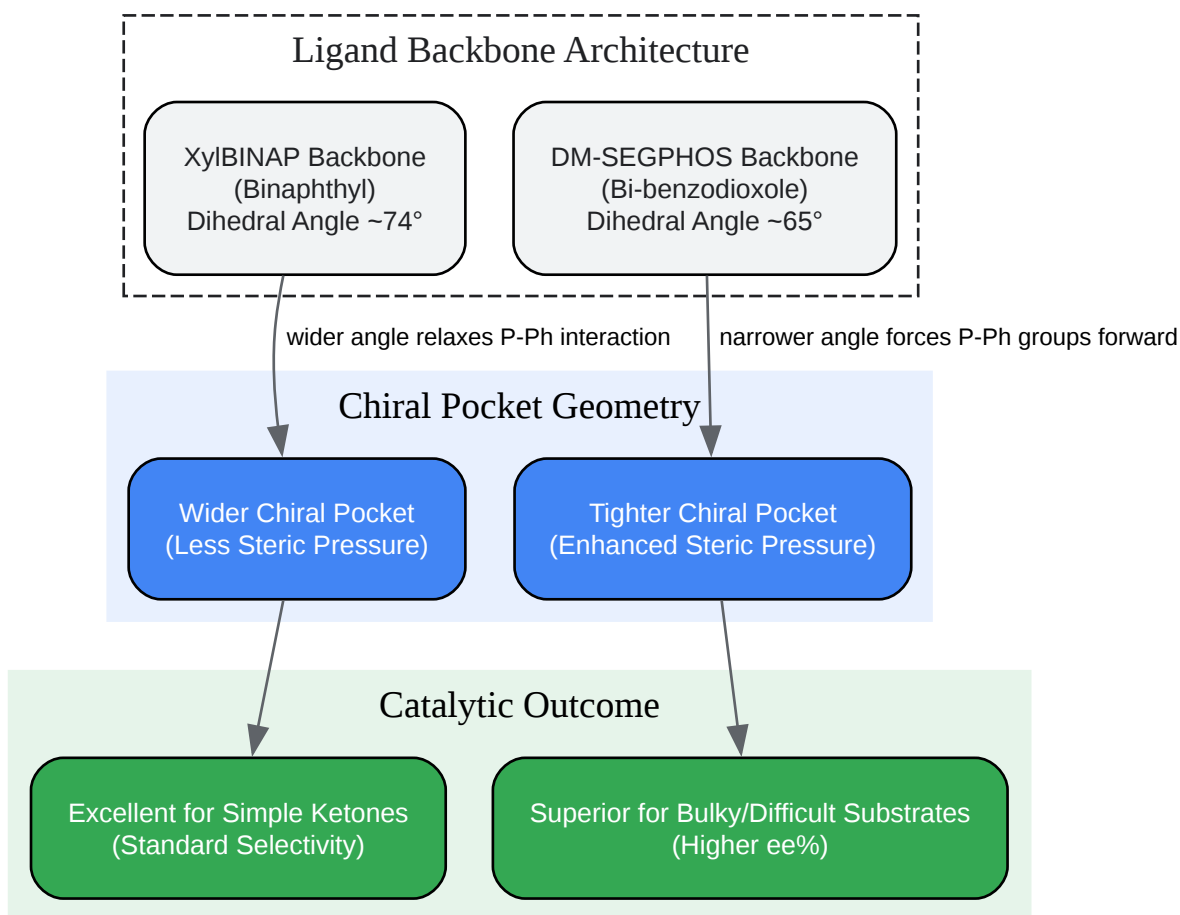 Ligand Backbone Architecture
XylBINAP Backbone
(Binaphthyl)
Dihedral Angle ~74°
DM-SEGPHOS Backbone
(Bi-benzodioxole)
Dihedral Angle ~65°
wider angle relaxes P-Ph interaction
narrower angle forces P-Ph groups forward
Chiral Pocket Geometry
Wider Chiral Pocket
(Less Steric Pressure)
Tighter Chiral Pocket
(Enhanced Steric Pressure)
Catalytic Outcome
Excellent for Simple Ketones
(Standard Selectivity)
Superior for Bulky/Difficult Substrates
(Higher ee%)